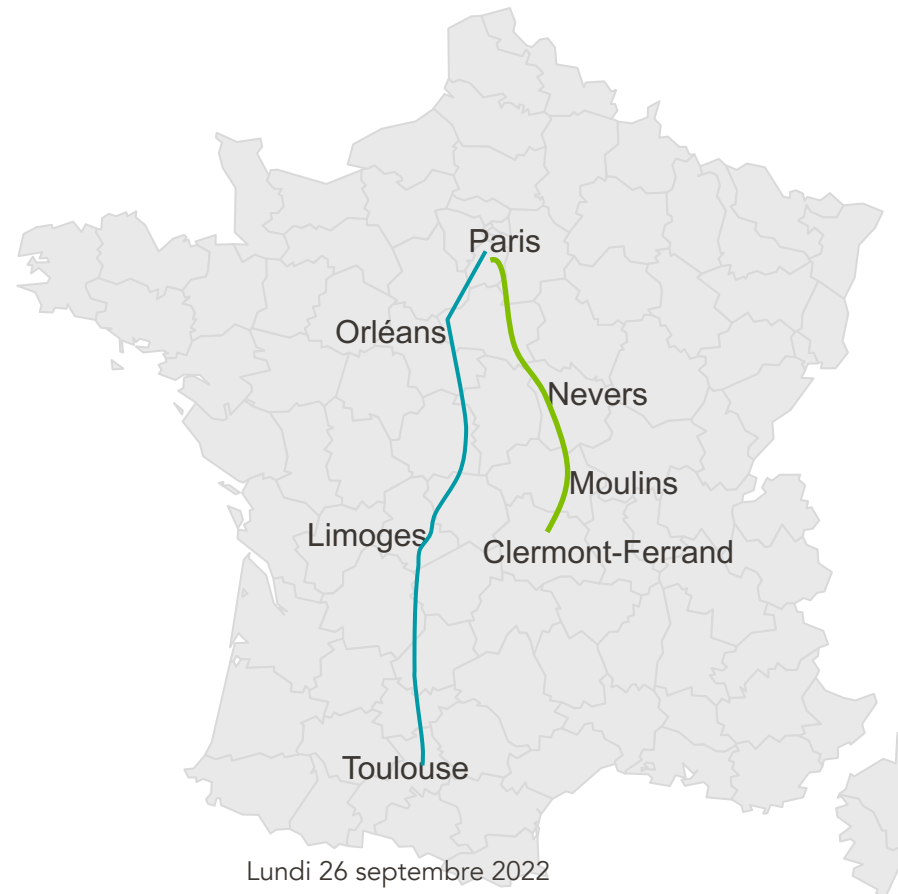 Paris
Orléans
Nevers
Moulins
Limoges
Clermont-Ferrand
Toulouse
Lundi 26 septembre 2022